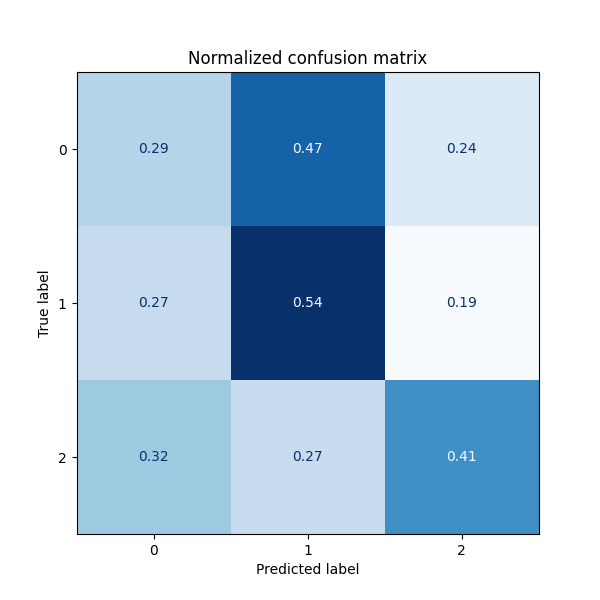 Normalized confusion matrix
True label
0
0.29 0.47 0.24
1
0.27 0.54 0.19
2
0.32 0.27 0.41
0 1 2
Predicted label